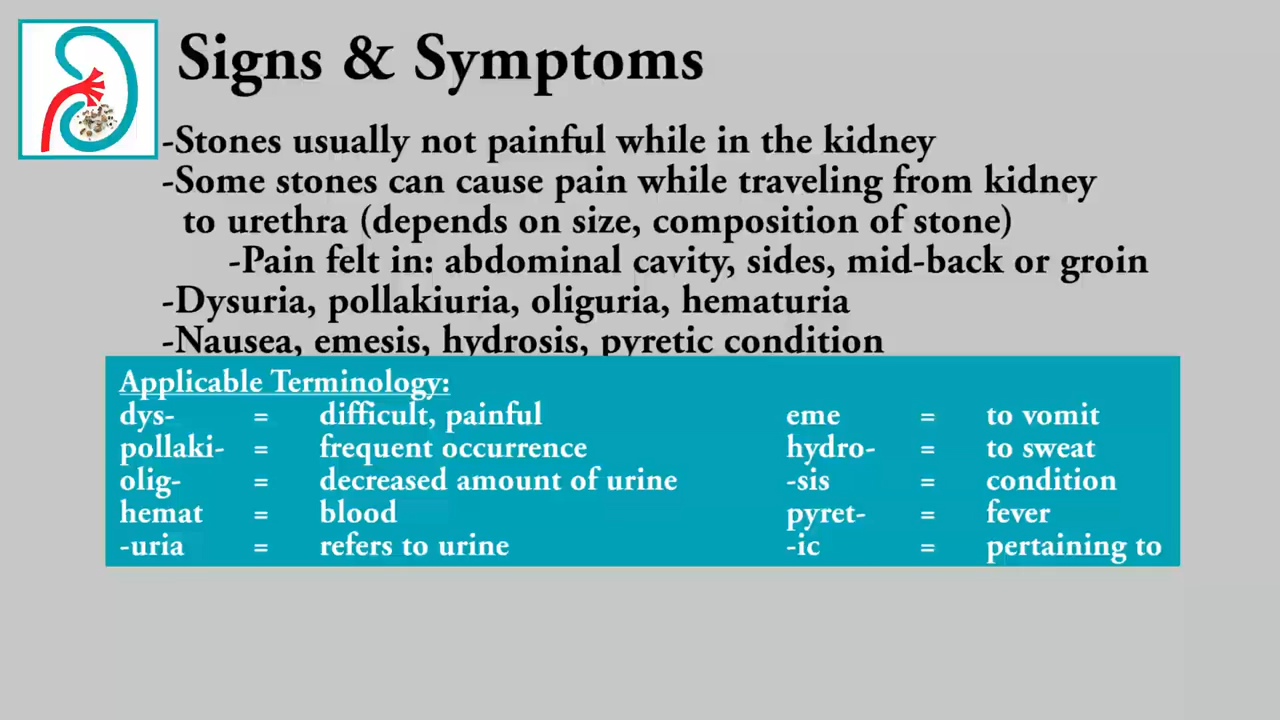 Signs & Symptoms
-Stones usually not painful while in the kidney
-Some stones can cause pain while traveling from kidney
to urethra (depends on size, composition of stone)
-Pain felt in: abdominal cavity, sides, mid-back or groin
-Dysuria, pollakiuria, oliguria, hematuria
-Nausea, emesis, hydrosis, pyretic condition
Applicable Terminology:
dys- = difficult, painful
pollaki- = frequent occurrence
olig- = decreased amount of urine
hemat = blood
-uria = refers to urine
eme = to vomit
hydro- = to sweat
-sis = condition
pyret- = fever
-ic = pertaining to